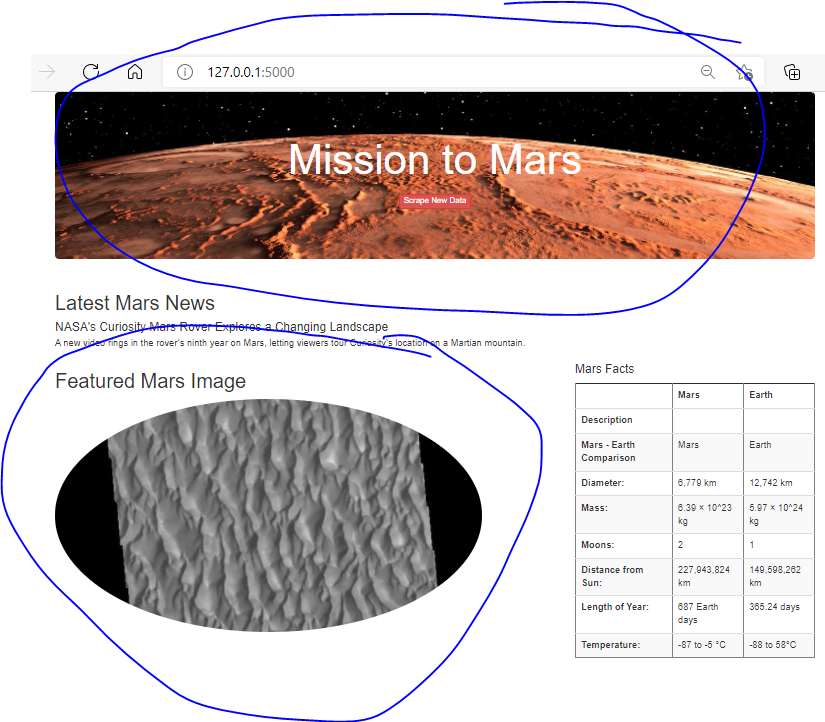 127.0.0.1:5000
Mission to Mars
Scrape New Data
Latest Mars News
NASA's Curiosity Mars Rover Explores a Changing Landscape
A new video rings in the rover's ninth year on Mars, letting viewers tour Curiosity's location on a Martian mountain.
Featured Mars Image
Mars Facts
Mars Earth
Description
Mars - Earth Mars Earth
Comparison
Diameter: 6,779 km 12,742 km
Mass: 6.39 × 10^23 5.97 × 10^24
kg kg
Moons: 2 1
Distance from 227,943,824 149,598,262
Sun: km km
Length of Year: 687 Earth 365.24 days
days
Temperature: -87 to -5 °C -88 to 58°C